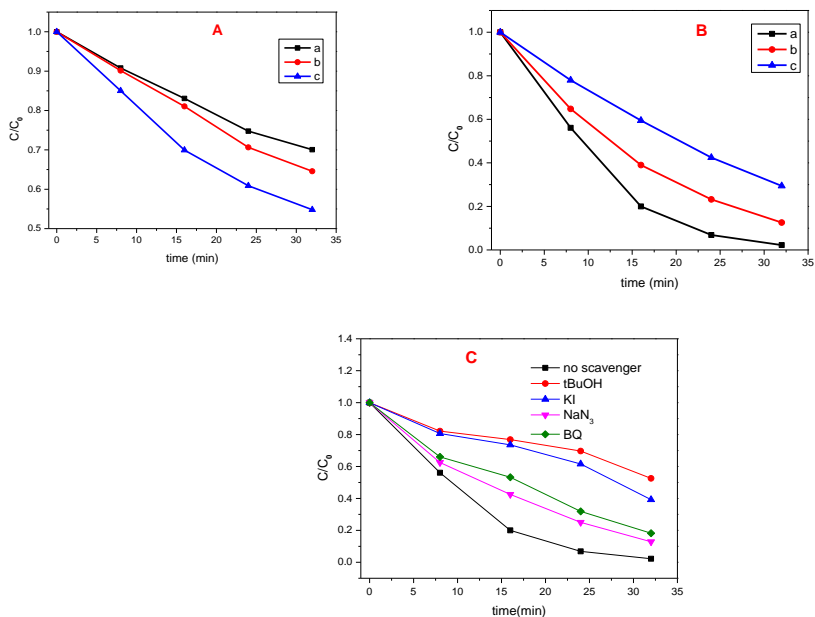 A
a
b
c
1.0
0.9
0.8
0.7
0.6
0.5
C/C₀
0 5 10 15 20 25 30 35
time (min)
B
a
b
c
1.0
0.8
0.6
0.4
0.2
0.0
C/C₀
0 5 10 15 20 25 30 35
time (min)
C
no scavenger
tBuOH
KI
NaN₃
BQ
1.4
1.2
1.0
0.8
0.6
0.4
0.2
0.0
C/C₀
0 5 10 15 20 25 30 35
time(min)